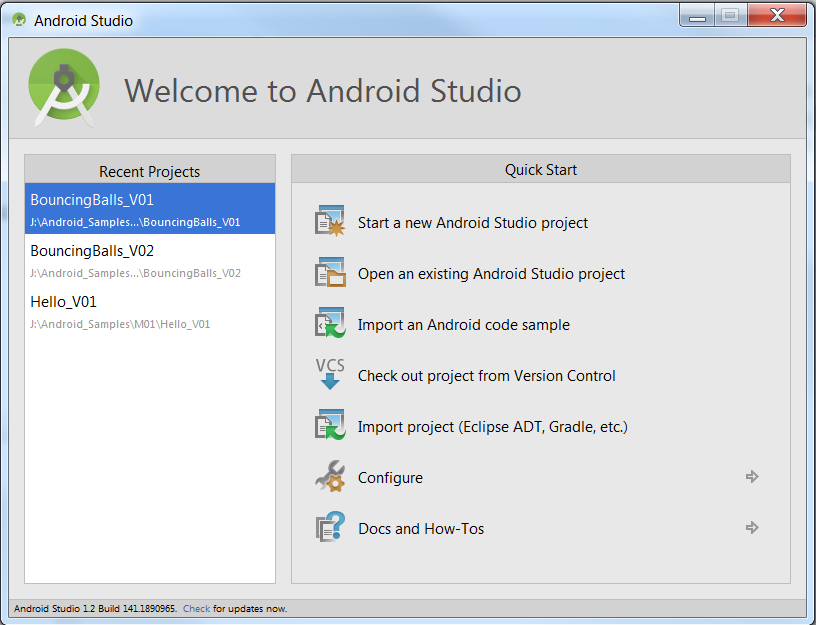 Android Studio
Welcome to Android Studio
Recent Projects
BouncingBalls_V01
J:\Android_Samples...\BouncingBalls_V01
BouncingBalls_V02
J:\Android_Samples...\BouncingBalls_V02
Hello_V01
J:\Android_Samples\M01\Hello_V01
Quick Start
Start a new Android Studio project
Open an existing Android Studio project
Import an Android code sample
VCS
Check out project from Version Control
Import project (Eclipse ADT, Gradle, etc.)
Configure
Docs and How-Tos
Android Studio 1.2 Build 141.1890965. Check for updates now.